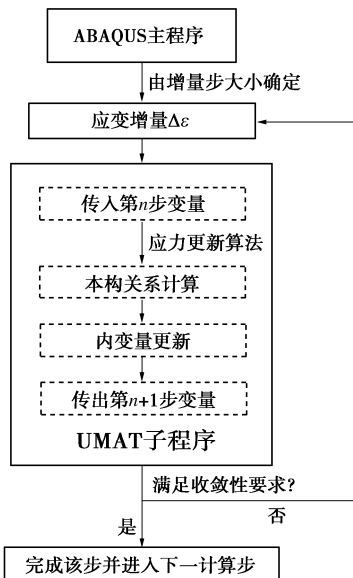 ABAQUS主程序
由增量步大小确定
应变增量Δε
传入第n步变量
应力更新算法
本构关系计算
内变量更新
传出第n+1步变量
UMAT子程序
满足收敛性要求?
否
是
完成该步并进入下一计算步